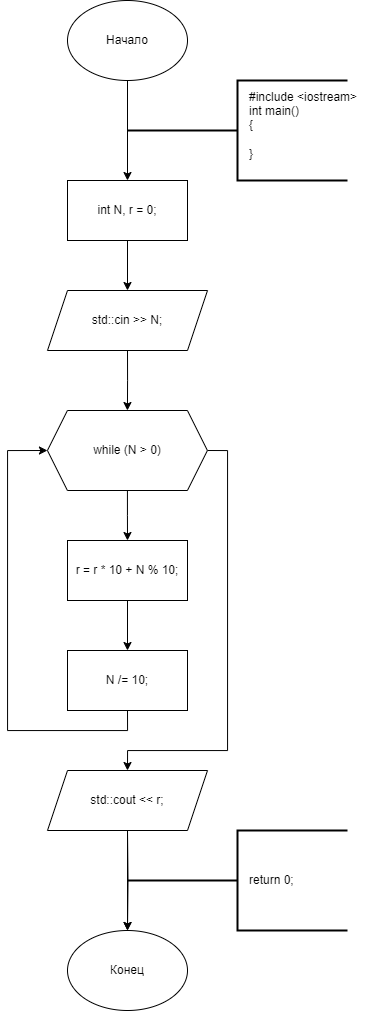 Начало
#include <iostream>
int main()
{
}
int N, r = 0;
std::cin >> N;
while (N > 0)
r = r * 10 + N % 10;
N /= 10;
std::cout << r;
return 0;
Конец